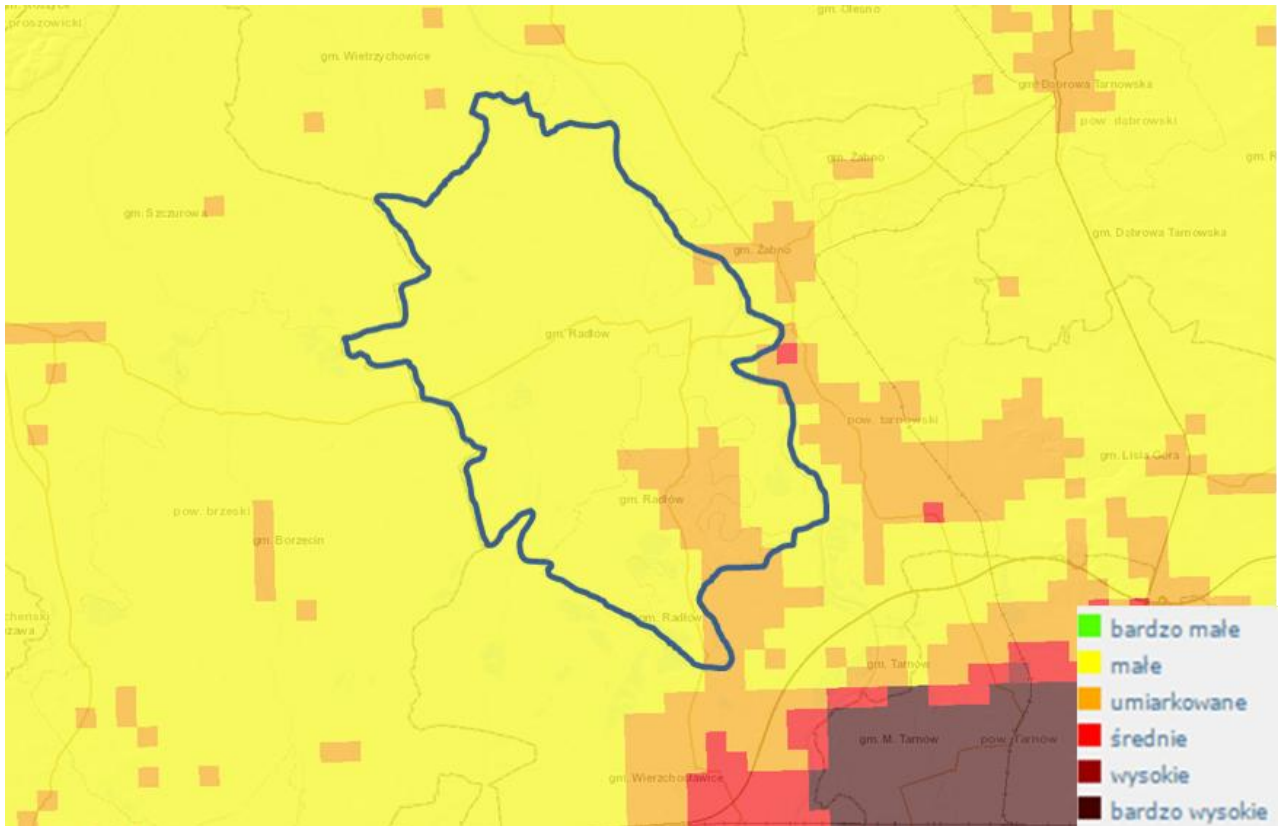 proszowicki
gm. Olesno
gm. Wietrzychowice
gm. Dąbrowa Tarnowska
pow. dąbrowski
gm. Żabno
gm. Szczurowa
gm. Żabno
gm. Dąbrowa Tarnowska
gm. Radłów
pow. tarnowski
gm. Lisia Góra
gm. Radłów
pow. brzeski
gm. Borzęcin
gm. Radłów
gm. Tarnów
gm. M. Tarnów
pow. Tarnów
gm. Wierzchosławice
bardzo małe
małe
umiarkowane
średnie
wysokie
bardzo wysokie